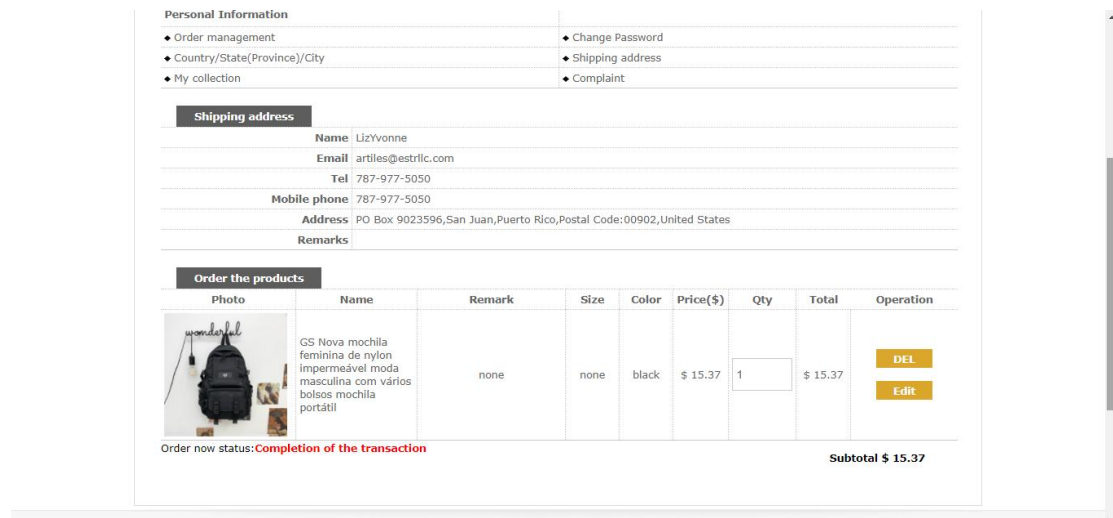 Personal Information
◆ Order management ◆ Change Password
◆ Country/State(Province)/City ◆ Shipping address
◆ My collection ◆ Complaint
Shipping address
Name LizYvonne
Email artiles@estrllc.com
Tel 787-977-5050
Mobile phone 787-977-5050
Address PO Box 9023596,San Juan,Puerto Rico,Postal Code:00902,United States
Remarks
Order the products
Photo Name Remark Size Color Price($) Qty Total Operation
wonderful
GS Nova mochila
feminina de nylon
impermeável moda
masculina com vários
bolsos mochila
portátil
none none black $ 15.37 1 $ 15.37
DEL
Edit
Order now status:Completion of the transaction
Subtotal $ 15.37